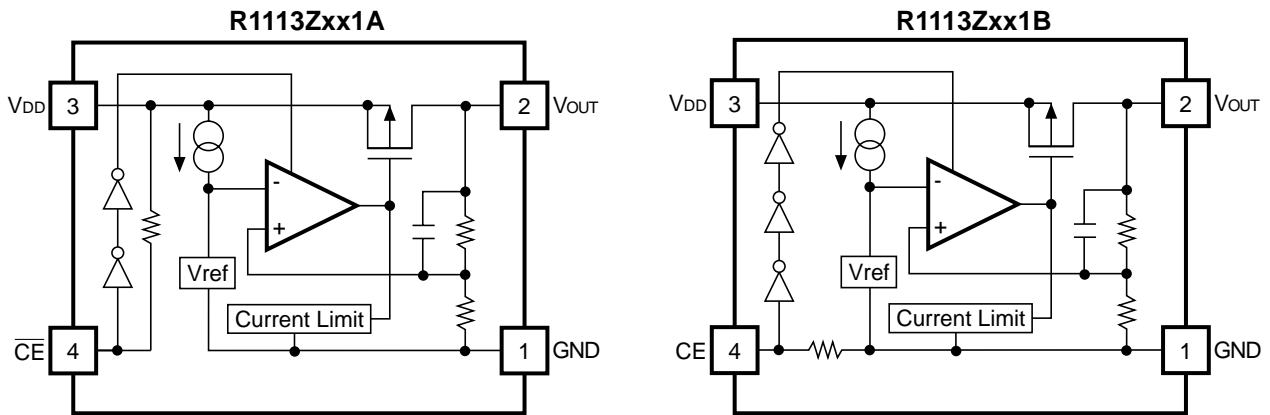 R1113Zxx1A
VDD
3
2
VOUT
-
+
Vref
Current Limit
CE
4
1
GND
R1113Zxx1B
VDD
3
2
VOUT
-
+
Vref
Current Limit
CE
4
1
GND